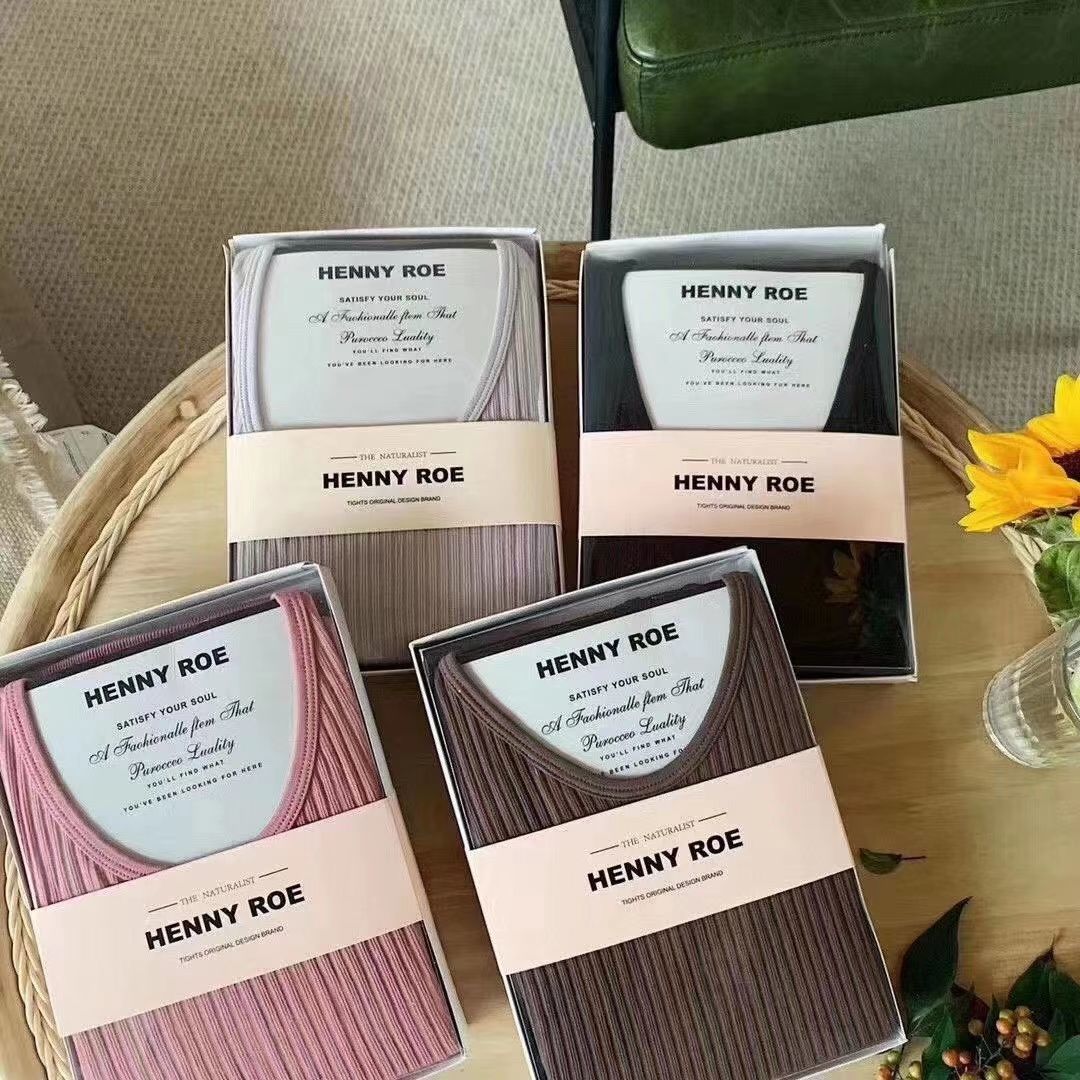 HENNY ROE
SATISFY YOUR SOUL
A Faohionalle ftem That
Purocceo Luality
YOU'LL FIND WHAT
YOU'VE BEEN LOOKING FOR HERE
THE NATURALIST
HENNY ROE
TIGHTS ORIGINAL DESIGN BRAND
HENNY ROE
SATISFY YOUR SOUL
A Faohionalle ftem That
Purocceo Luality
YOU'LL FIND WHAT
YOU'VE BEEN LOOKING FOR HERE
THE NATURALIST
HENNY ROE
TIGHTS ORIGINAL DESIGN BRAND
HENNY ROE
SATISFY YOUR SOUL
A Faohionalle ftem That
Purocceo Luality
YOU'LL FIND WHAT
YOU'VE BEEN LOOKING FOR HERE
THE NATURALIST
HENNY ROE
TIGHTS ORIGINAL DESIGN BRAND
HENNY ROE
SATISFY YOUR SOUL
A Faohionalle ftem That
Purocceo Luality
YOU'LL FIND WHAT
YOU'VE BEEN LOOKING FO
THE NATURALIST
HENNY ROE
TIGHTS ORIGINAL DESIGN BRAND